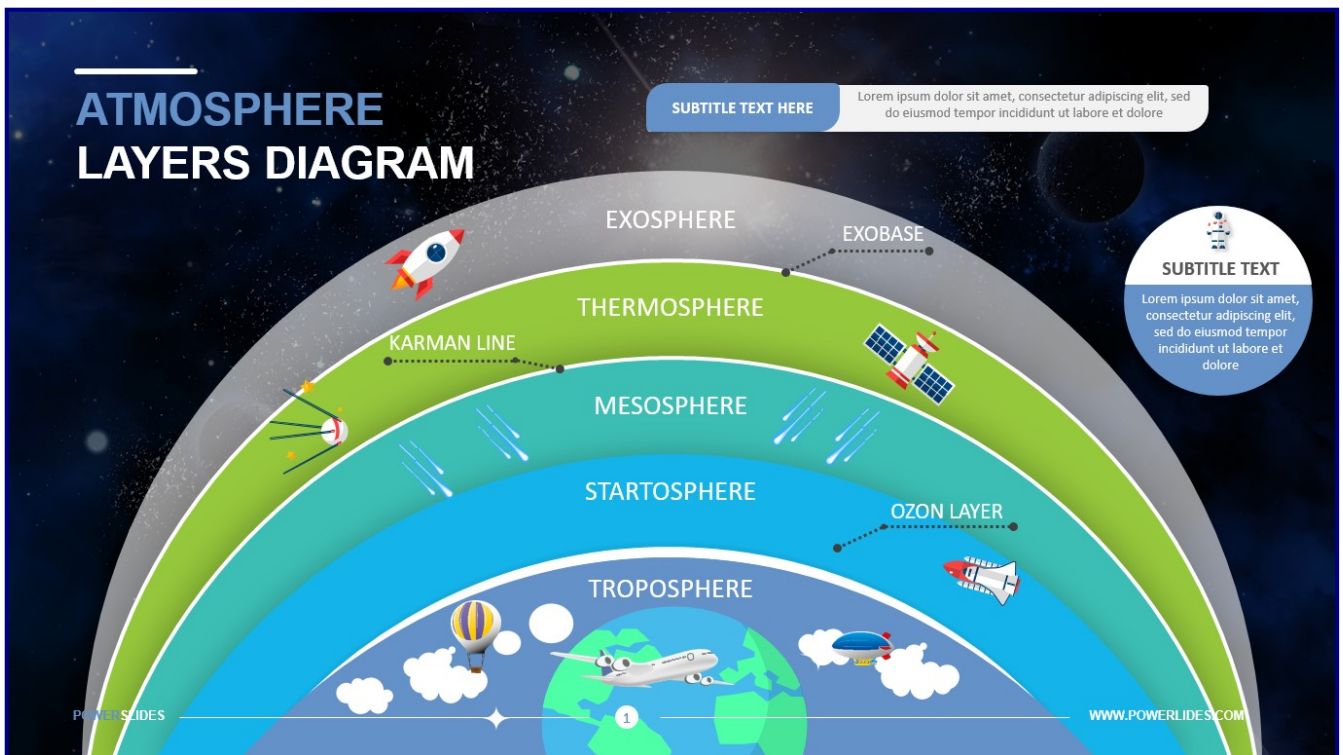 ATMOSPHERE
LAYERS DIAGRAM
SUBTITLE TEXT HERE
Lorem ipsum dolor sit amet, consectetur adipiscing elit, sed
do eiusmod tempor incididunt ut labore et dolore
EXOSPHERE
EXOBASE
SUBTITLE TEXT
Lorem ipsum dolor sit amet,
consectetur adipiscing elit,
sed do eiusmod tempor
incididunt ut labore et
dolore
THERMOSPHERE
KARMAN LINE
MESOSPHERE
STARTOSPHERE
OZON LAYER
TROPOSPHERE
POWERSLIDES
1
WWW.POWERLIDES.COM